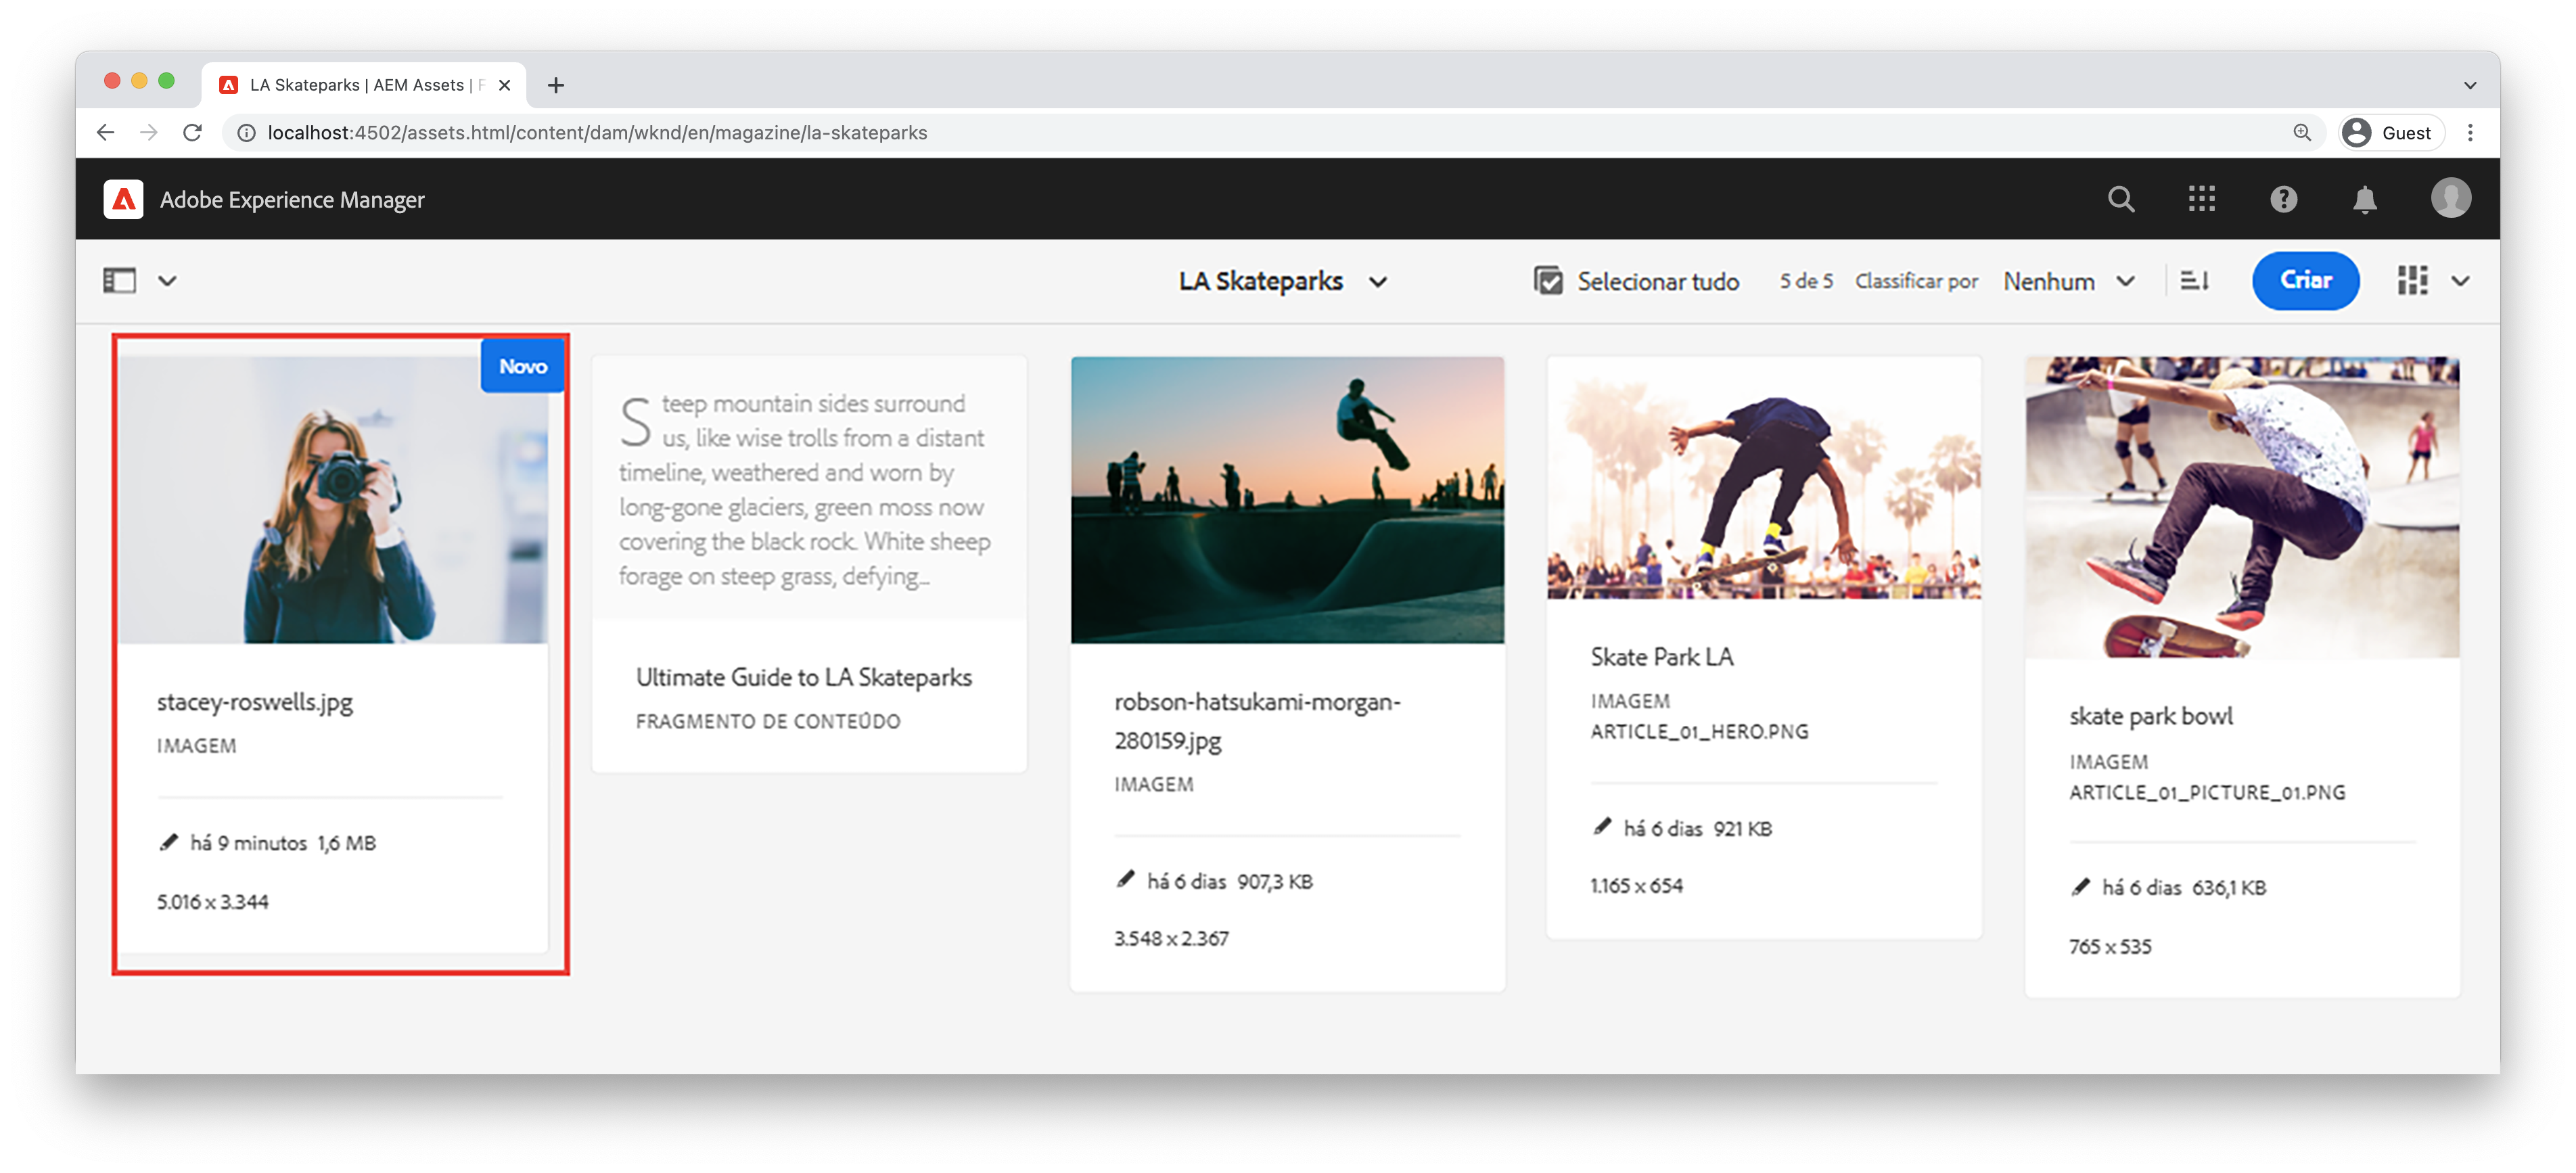 LA Skateparks | AEM Assets |
localhost:4502/assets.html/content/dam/wknd/en/magazine/la-skateparks
Guest
Adobe Experience Manager
LA Skateparks
Selecionar tudo
5 de 5
Classificar por
Nenhum
Criar
Novo
stacey-roswells.jpg
IMAGEM
há 9 minutos 1,6 MB
5.016 x 3.344
Steep mountain sides surround
us, like wise trolls from a distant
timeline, weathered and worn by
long-gone glaciers, green moss now
covering the black rock. White sheep
forage on steep grass, defying...
Ultimate Guide to LA Skateparks
FRAGMENTO DE CONTEÚDO
robson-hatsukami-morgan-
280159.jpg
IMAGEM
há 6 dias 907,3 KB
3.548 x 2.367
Skate Park LA
IMAGEM
ARTICLE_01_HERO.PNG
há 6 dias 921 KB
1.165 x 654
skate park bowl
IMAGEM
ARTICLE_01_PICTURE_01.PNG
há 6 dias 636,1 KB
765 x 535